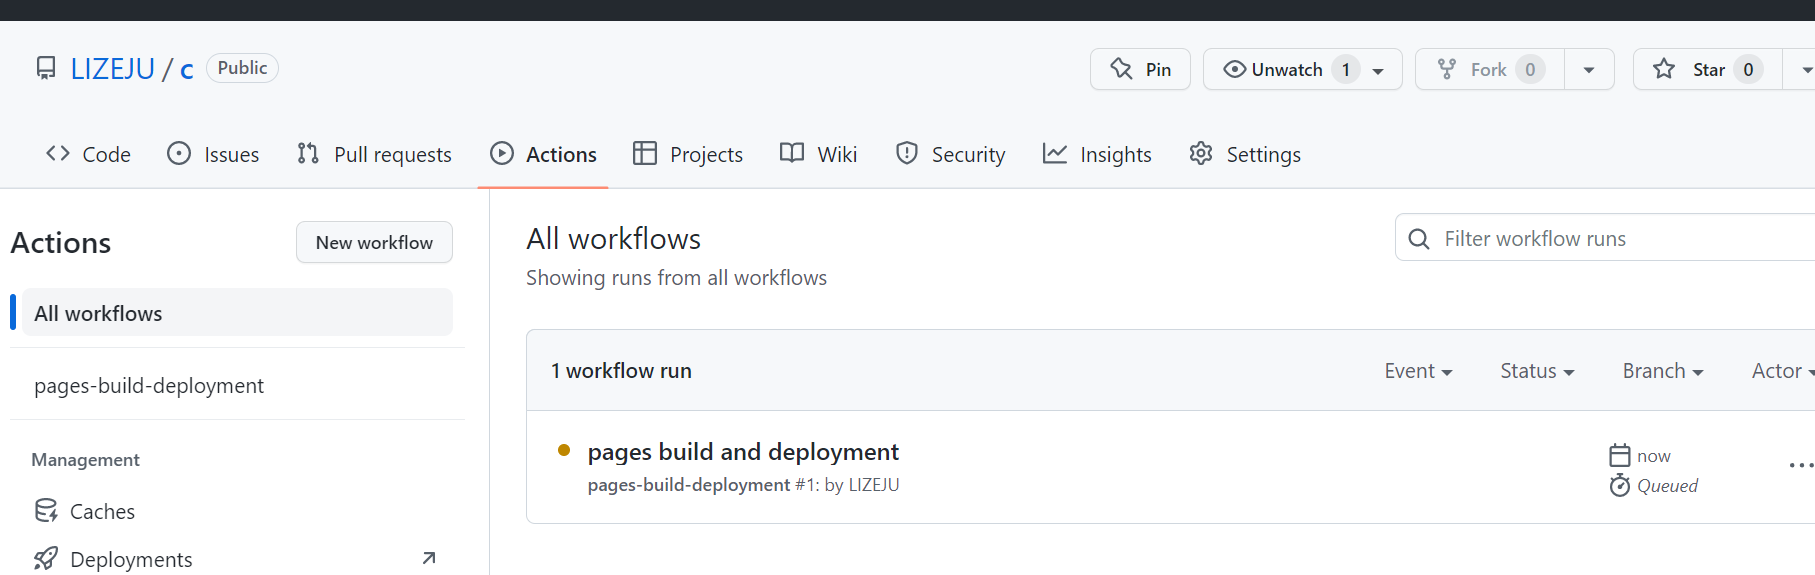 LIZEJU / c Public
Pin
Unwatch 1
Fork 0
Star 0
Code
Issues
Pull requests
Actions
Projects
Wiki
Security
Insights
Settings
Actions
New workflow
All workflows
pages-build-deployment
Management
Caches
Deployments
All workflows
Showing runs from all workflows
Filter workflow runs
1 workflow run
Event
Status
Branch
Actor
pages build and deployment
pages-build-deployment #1: by LIZEJU
now
Queued